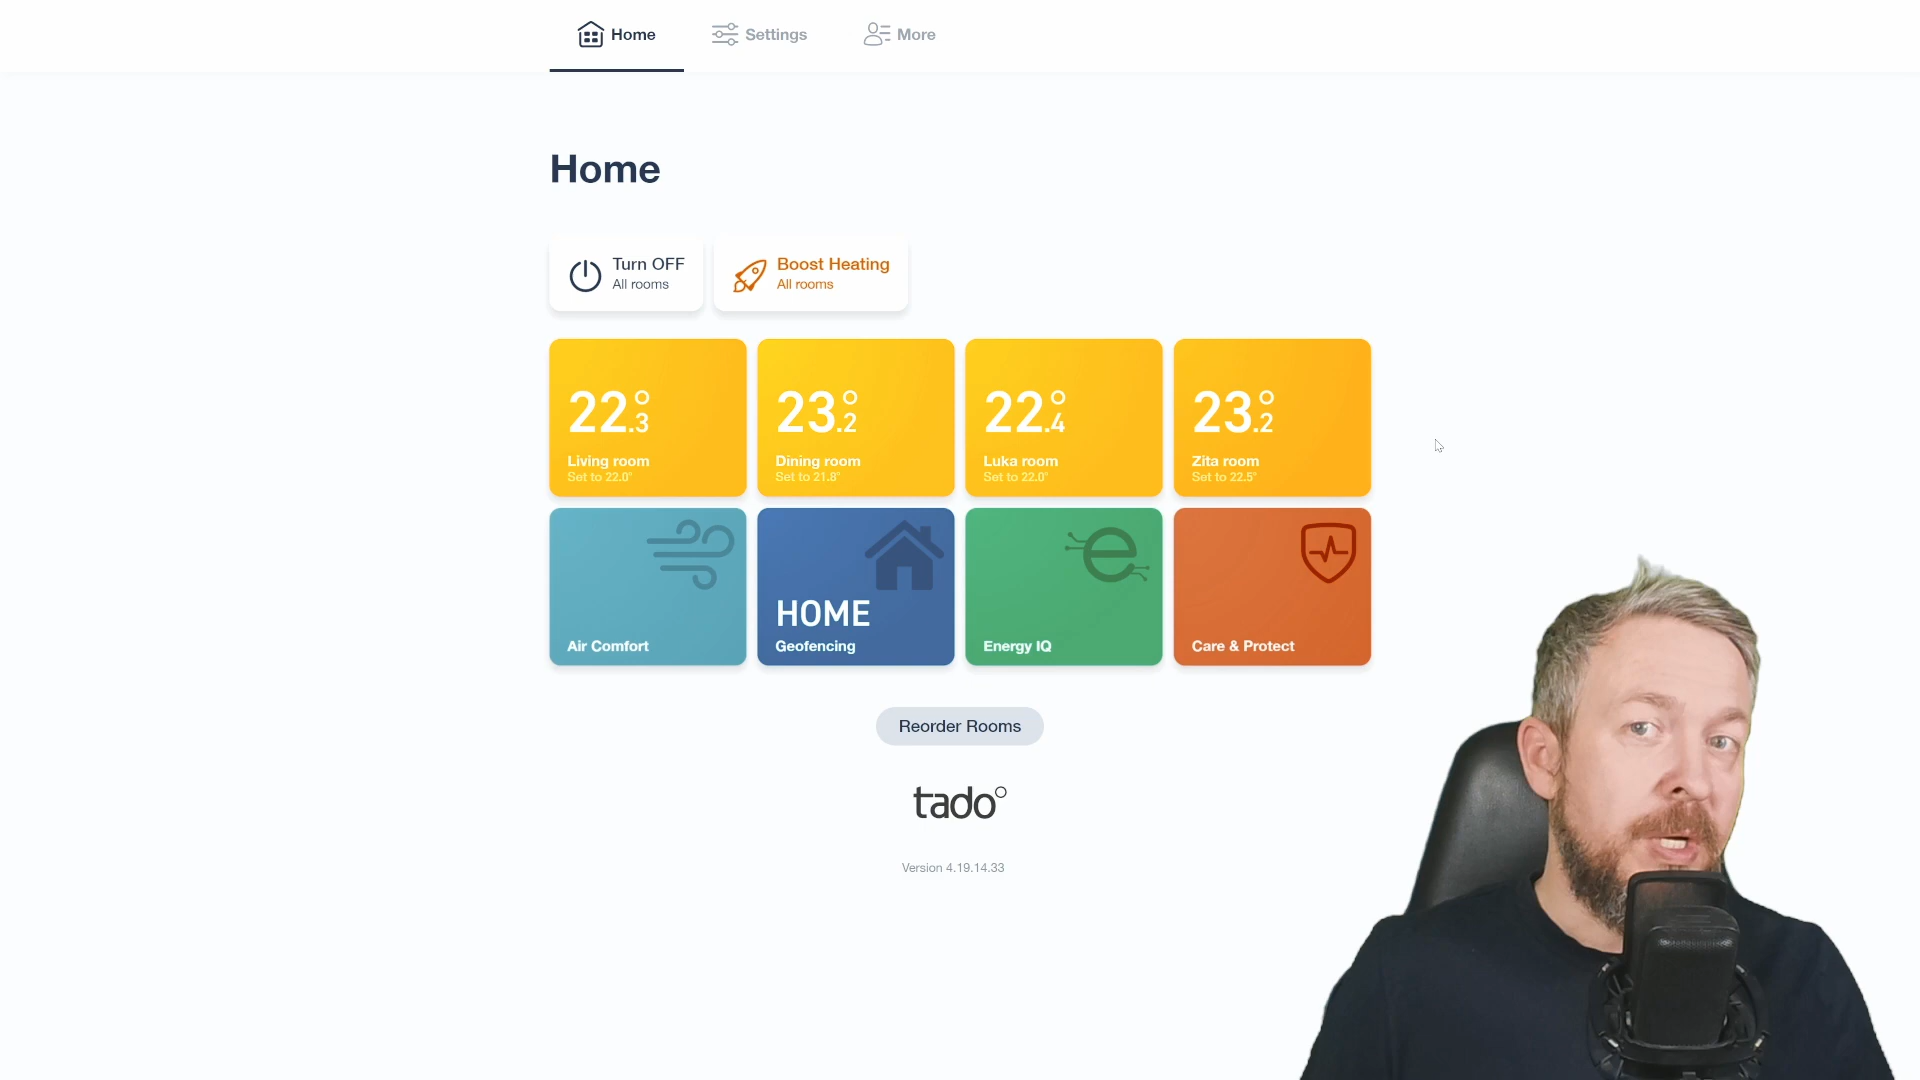 Home
Settings
More
Home
Turn OFF
All rooms
Boost Heating
All rooms
22.3°
Living room
Set to 22.0°
23.2°
Dining room
Set to 21.8°
22.4°
Luka room
Set to 22.0°
23.2°
Zita room
Set to 22.5°
Air Comfort
HOME
Geofencing
Energy IQ
Care & Protect
Reorder Rooms
tado°
Version 4.19.14.33